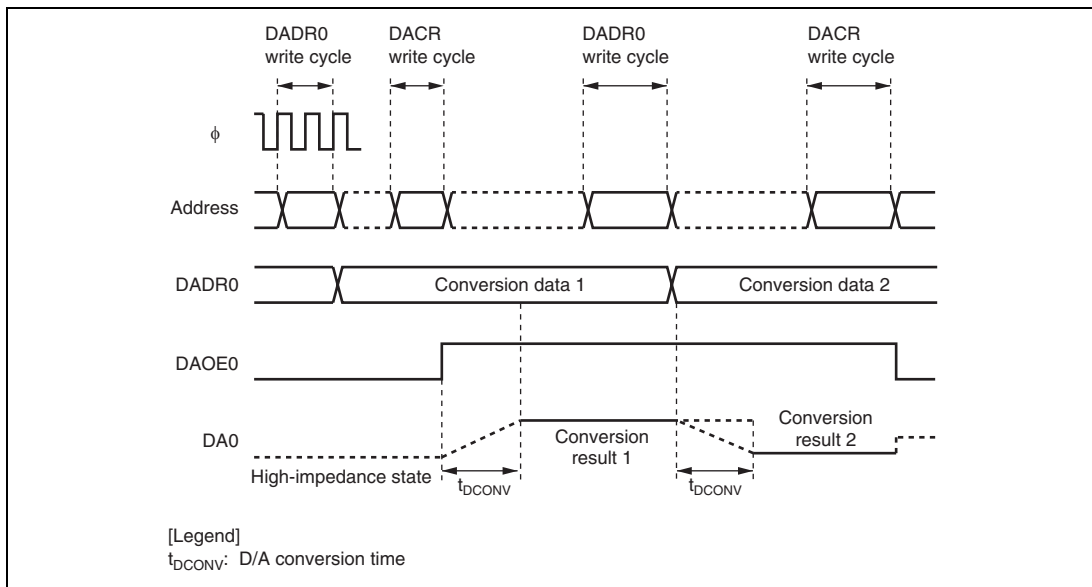 DADR0
write cycle
DACR
write cycle
DADR0
write cycle
DACR
write cycle
ϕ
Address
DADR0
Conversion data 1
Conversion data 2
DAOE0
DA0
Conversion
result 1
Conversion
result 2
High-impedance state
tDCONV
tDCONV
[Legend]
tDCONV: D/A conversion time